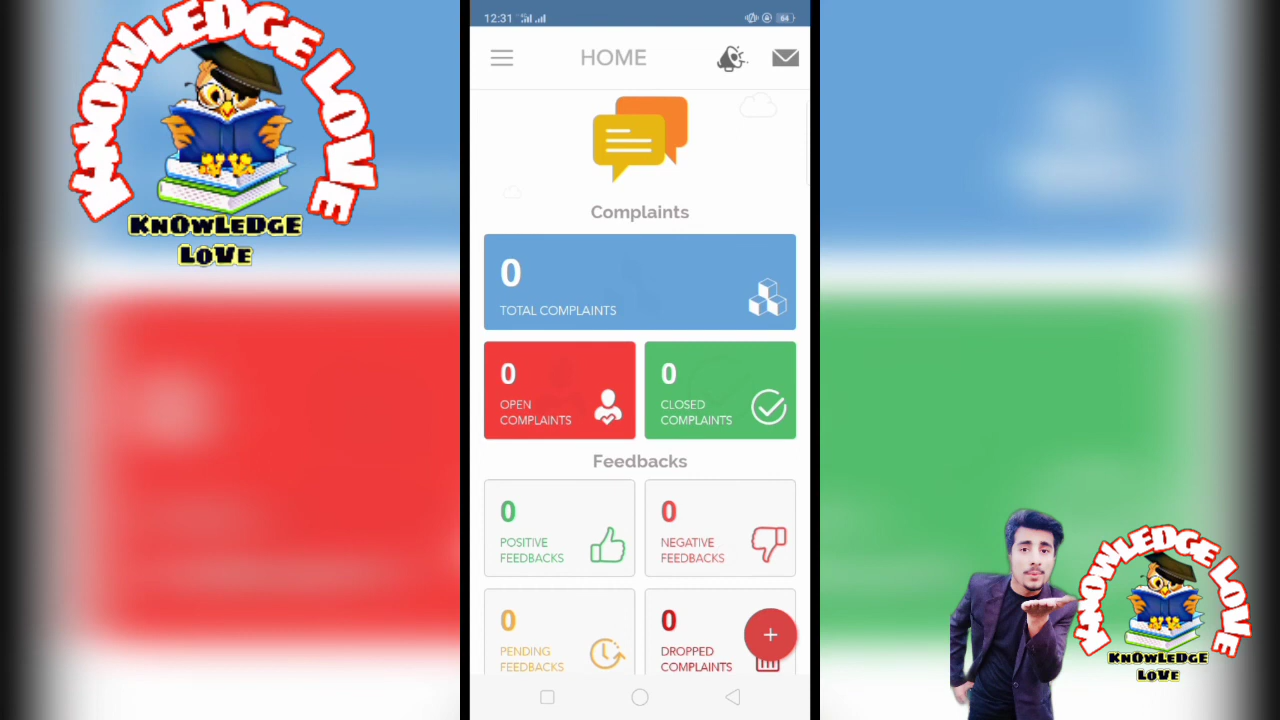 KNOWLEDGE LOVE
KnOwLeDgE
LoVe
12:31
64
HOME
Complaints
0
TOTAL COMPLAINTS
0
OPEN
COMPLAINTS
0
CLOSED
COMPLAINTS
Feedbacks
0
POSITIVE
FEEDBACKS
0
NEGATIVE
FEEDBACKS
0
PENDING
FEEDBACKS
0
DROPPED
COMPLAINTS
+
KNOWLEDGE LOVE
KnOwLeDgE
LoVe